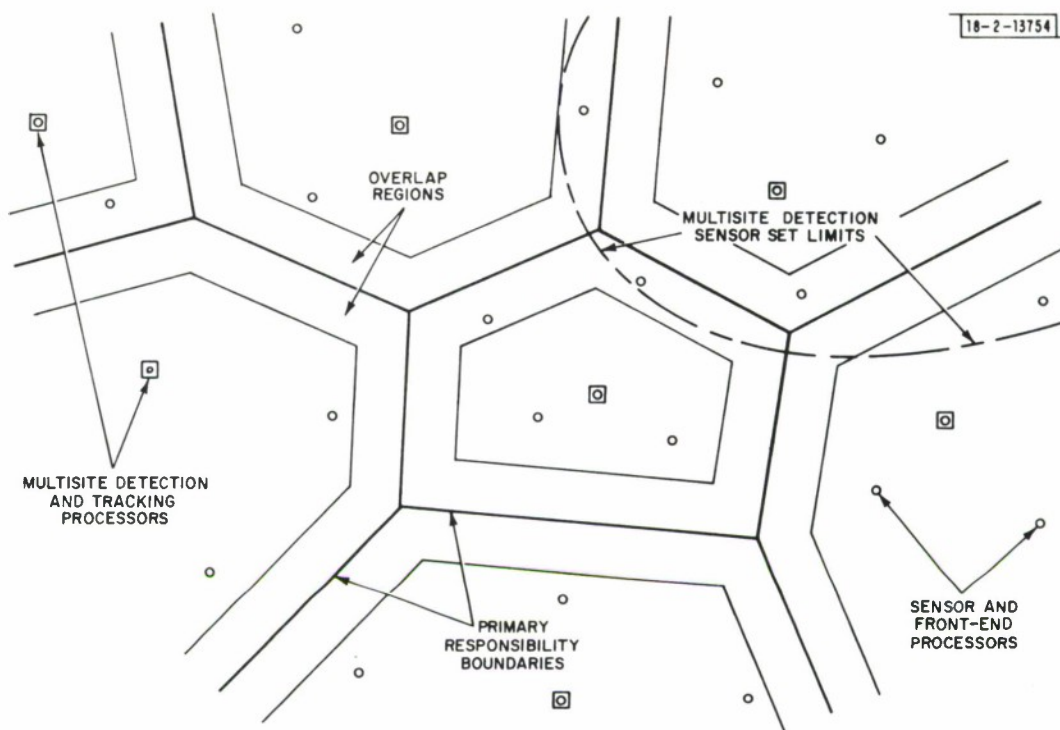 18-2-13754
OVERLAP
REGIONS
MULTISITE DETECTION
SENSOR SET LIMITS
MULTISITE DETECTION
AND TRACKING
PROCESSORS
PRIMARY
RESPONSIBILITY
BOUNDARIES
SENSOR AND
FRONT-END
PROCESSORS